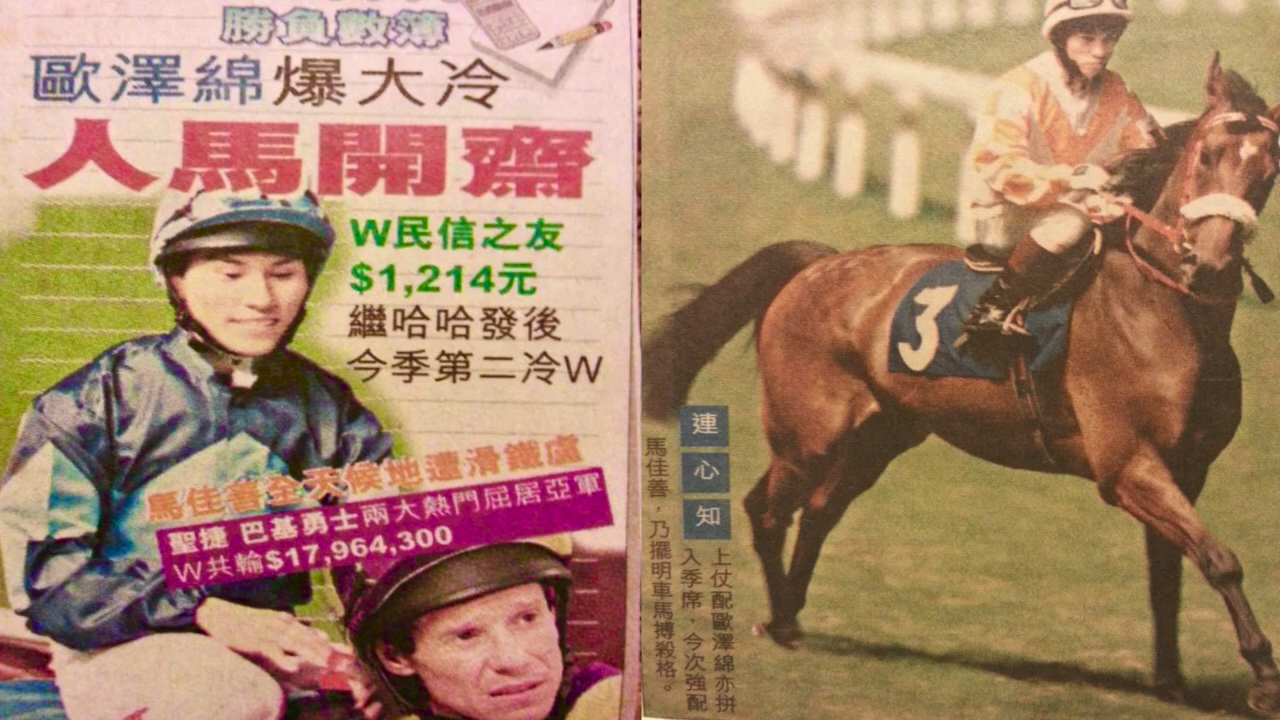 勝負數簿
歐澤綿爆大冷
人馬開齋
W民信之友
$1,214元
繼哈哈發後
今季第二冷W
馬佳善全天候地遭滑鐵盧
聖捷 巴基勇士兩大熱門屈居亞軍
W共輸$17,964,300
3
連心知
上仗配歐澤綿亦拼
入季席，今次強配
馬佳善，乃擺明車馬搏殺格。